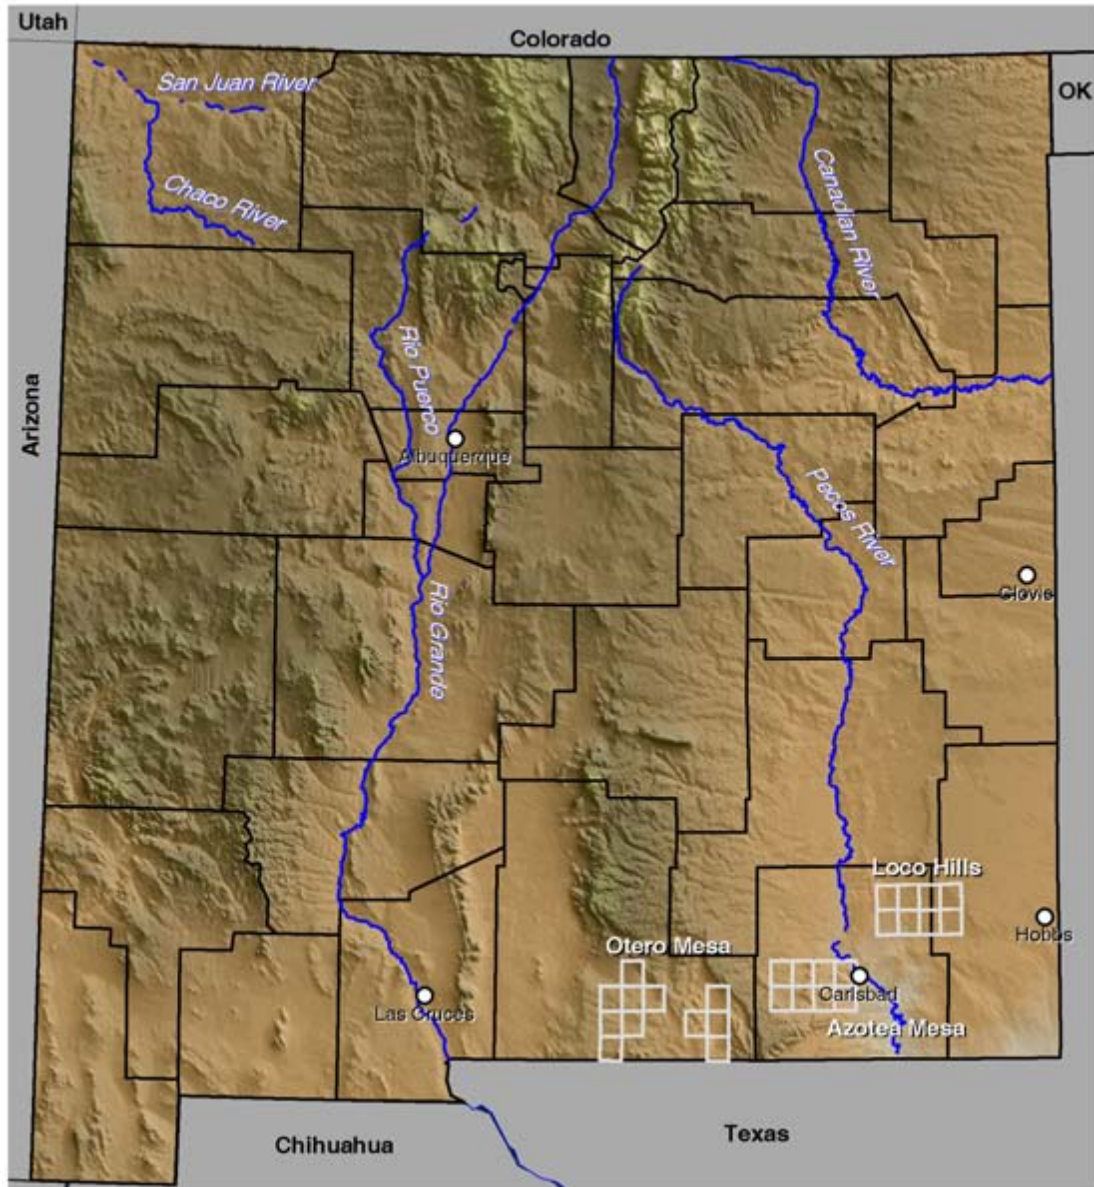 Utah
Colorado
OK
San Juan River
Chaco River
Canadian River
Arizona
Rio Puerco
Albuquerque
Pecos River
Clovis
Rio Grande
Loco Hills
Hobbs
Otero Mesa
Carlsbad
Las Cruces
Azotea Mesa
Chihuahua
Texas